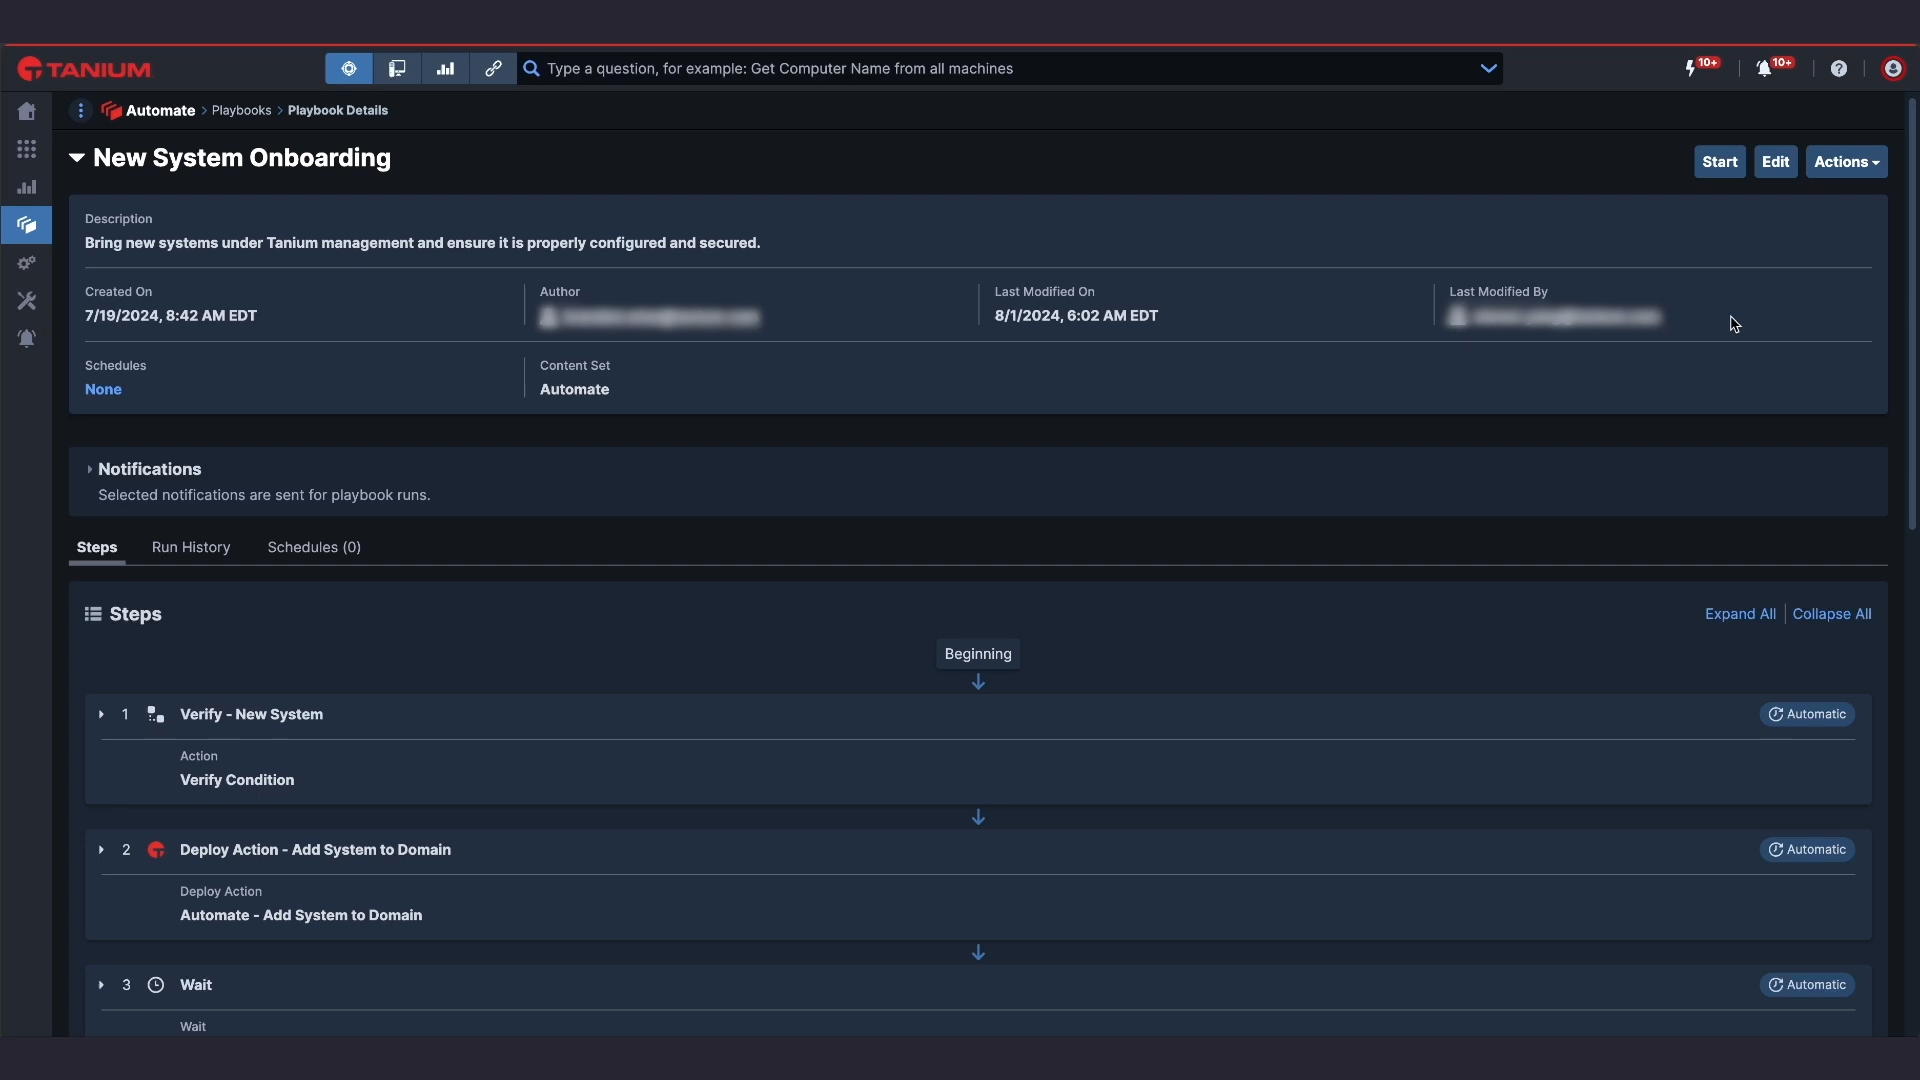 TANIUM
Type a question, for example: Get Computer Name from all machines
10+
10+
Automate > Playbooks > Playbook Details
New System Onboarding
Start
Edit
Actions
Description
Bring new systems under Tanium management and ensure it is properly configured and secured.
Created On
7/19/2024, 8:42 AM EDT
Author
Last Modified On
8/1/2024, 6:02 AM EDT
Last Modified By
Schedules
None
Content Set
Automate
Notifications
Selected notifications are sent for playbook runs.
Steps
Run History
Schedules (0)
Steps
Expand All
Collapse All
Beginning
1 Verify - New System
Automatic
Action
Verify Condition
2 Deploy Action - Add System to Domain
Automatic
Deploy Action
Automate - Add System to Domain
3 Wait
Automatic
Wait